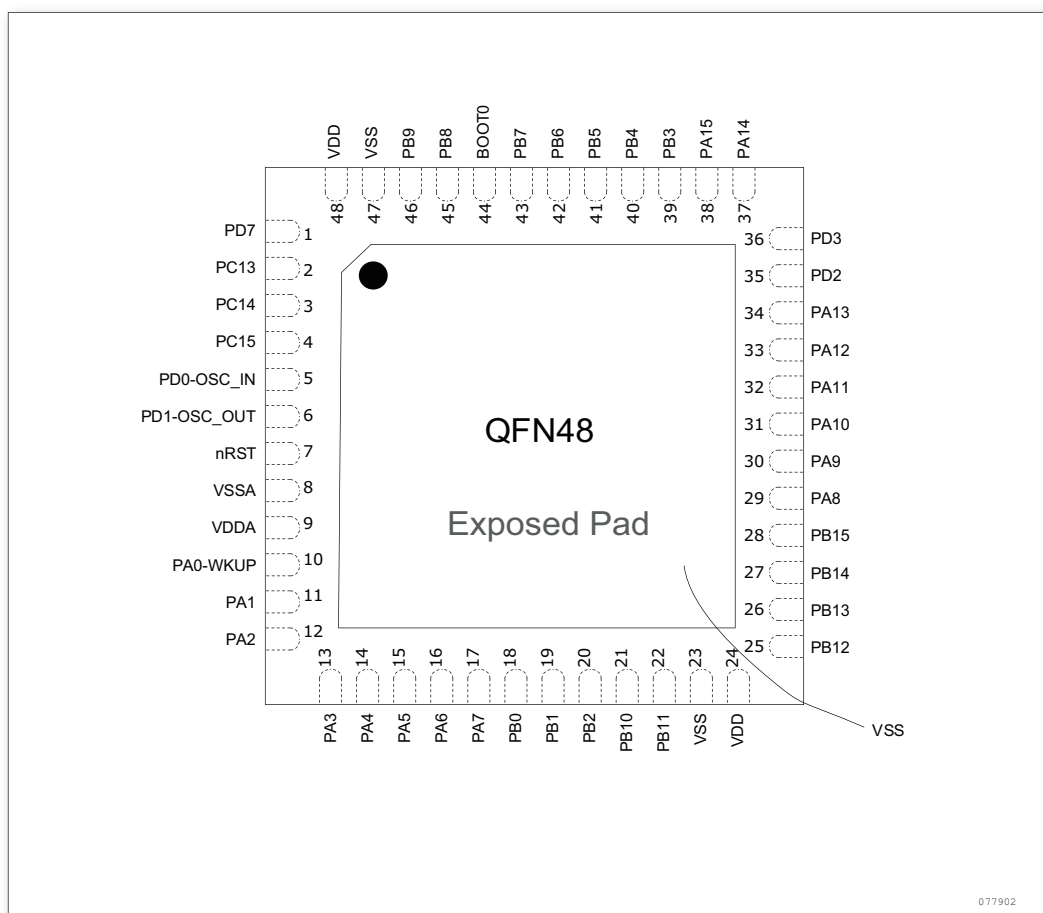 VDD VSS PB9 PB8 BOOT0 PB7 PB6 PB5 PB4 PB3 PA15 PA14
48 47 46 45 44 43 42 41 40 39 38 37
PD7 1
PC13 2
PC14 3
PC15 4
PD0-OSC_IN 5
PD1-OSC_OUT 6
nRST 7
VSSA 8
VDDA 9
PA0-WKUP 10
PA1 11
PA2 12
36 PD3
35 PD2
34 PA13
33 PA12
32 PA11
31 PA10
30 PA9
29 PA8
28 PB15
27 PB14
26 PB13
25 PB12
QFN48
Exposed Pad
13 14 15 16 17 18 19 20 21 22 23 24
PA3 PA4 PA5 PA6 PA7 PB0 PB1 PB2 PB10 PB11 VSS VDD
VSS
077902